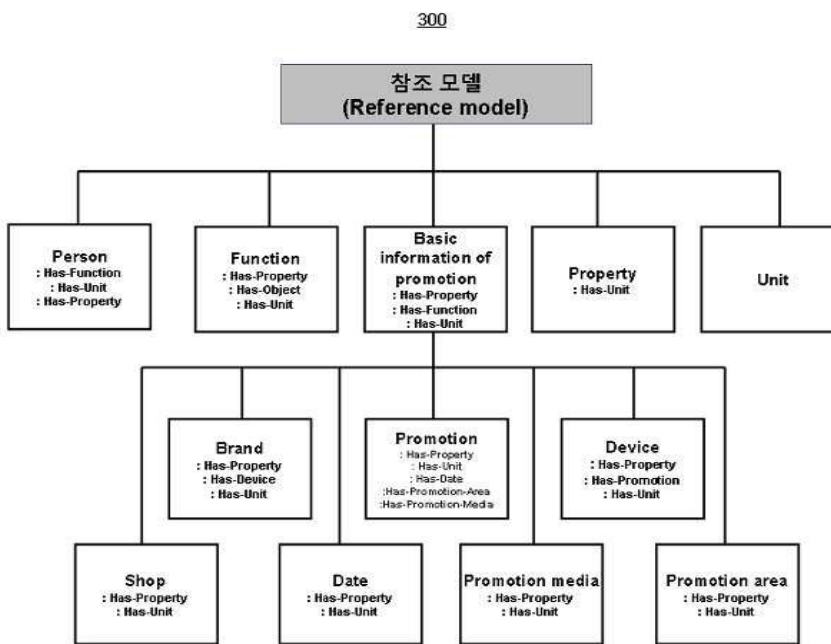 300
참조 모델
(Reference model)
Person
: Has-Function
: Has-Unit
: Has-Property
Function
: Has-Property
: Has-Object
: Has-Unit
Basic
information of
promotion
: Has-Property
: Has-Function
: Has-Unit
Property
: Has-Unit
Unit
Brand
: Has-Property
: Has-Device
: Has-Unit
Promotion
: Has-Property
: Has-Unit
: Has-Date
:Has-Promotion-Area
:Has-Promotion-Media
Device
: Has-Property
: Has-Promotion
: Has-Unit
Shop
: Has-Property
: Has-Unit
Date
: Has-Property
: Has-Unit
Promotion media
: Has-Property
: Has-Unit
Promotion area
: Has-Property
: Has-Unit